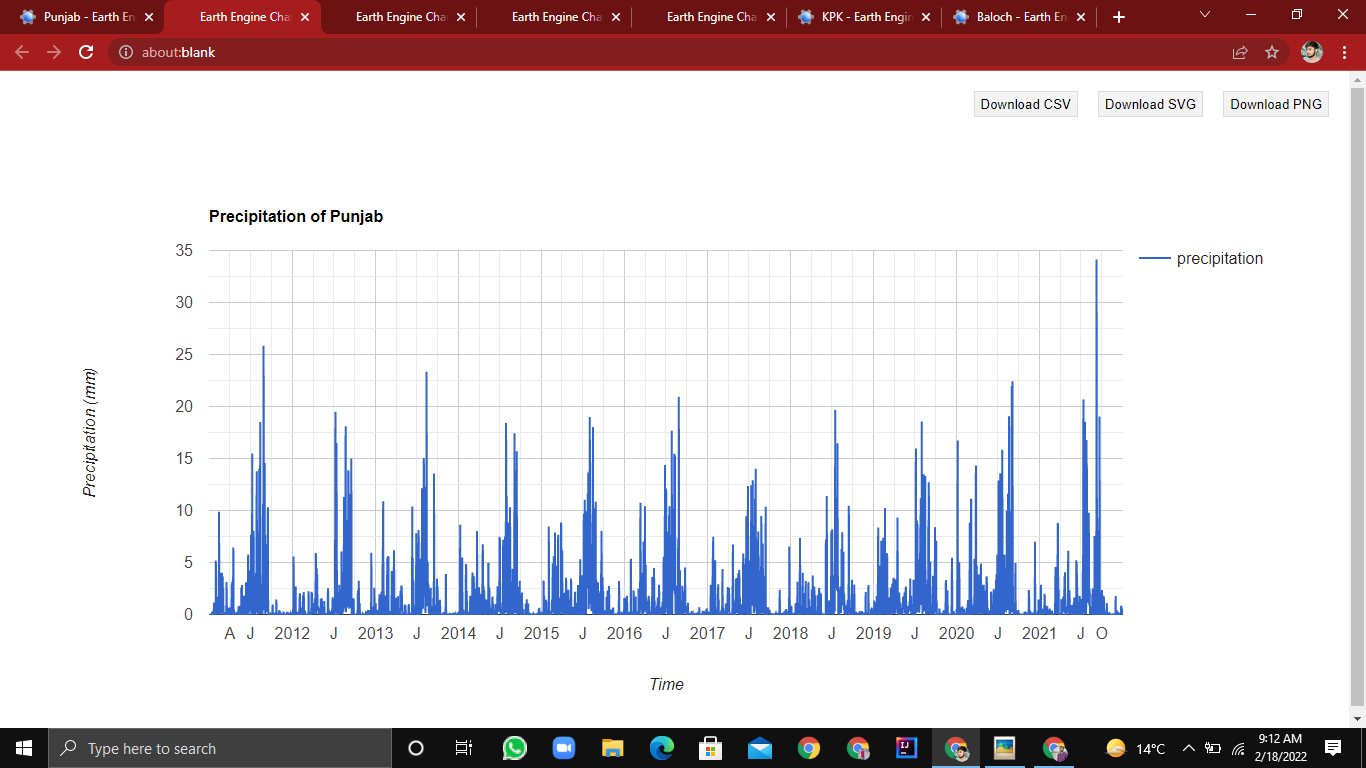 Punjab - Earth En
Earth Engine Cha
Earth Engine Cha
Earth Engine Cha
Earth Engine Cha
KPK - Earth Engin
Baloch - Earth En
about:blank
Download CSV
Download SVG
Download PNG
Precipitation of Punjab
35
30
25
20
15
10
5
0
Precipitation (mm)
precipitation
A J 2012 J 2013 J 2014 J 2015 J 2016 J 2017 J 2018 J 2019 J 2020 J 2021 J O
Time
Type here to search
IJ
14°C
9:12 AM
2/18/2022